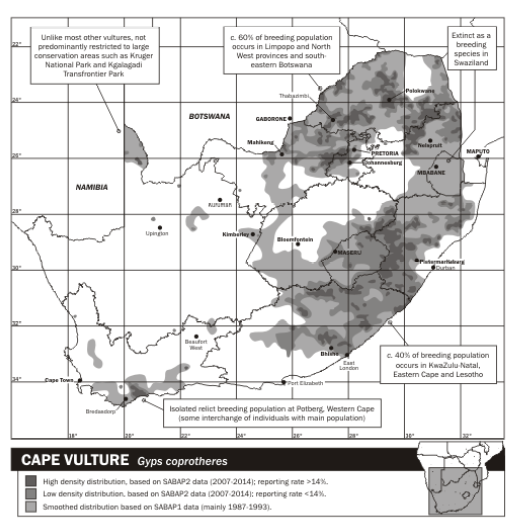 Unlike most other vultures, not
predominantly restricted to large
conservation areas such as Kruger
National Park and Kgalagadi
Transfrontier Park
c. 60% of breeding population
occurs in Limpopo and North
West provinces and south-
eastern Botswana
Extinct as a
breeding
species in
Swaziland
22°
Thabazimbi
Polokwane
24°
BOTSWANA
GABORONE
Mahikeng
PRETORIA
Johannesburg
Nelspruit
MAPUTO
MBABANE
26°
NAMIBIA
Kuruman
28°
Upington
Kimberley
Bloemfontein
MASERU
Pietermaritzburg
Durban
30°
32°
Beaufort
West
Bhisho
East
London
c. 40% of breeding population
occurs in KwaZulu-Natal,
Eastern Cape and Lesotho
34°
Cape Town
Port Elizabeth
Bredasdorp
Isolated relict breeding population at Potberg, Western Cape
(some interchange of individuals with main population)
18°
20°
22°
24°
26°
28°
30°
32°
CAPE VULTURE Gyps coprotheres
High density distribution, based on SABAP2 data (2007-2014); reporting rate >14%.
Low density distribution, based on SABAP2 data (2007-2014); reporting rate <14%.
Smoothed distribution based on SABAP1 data (mainly 1987-1993).